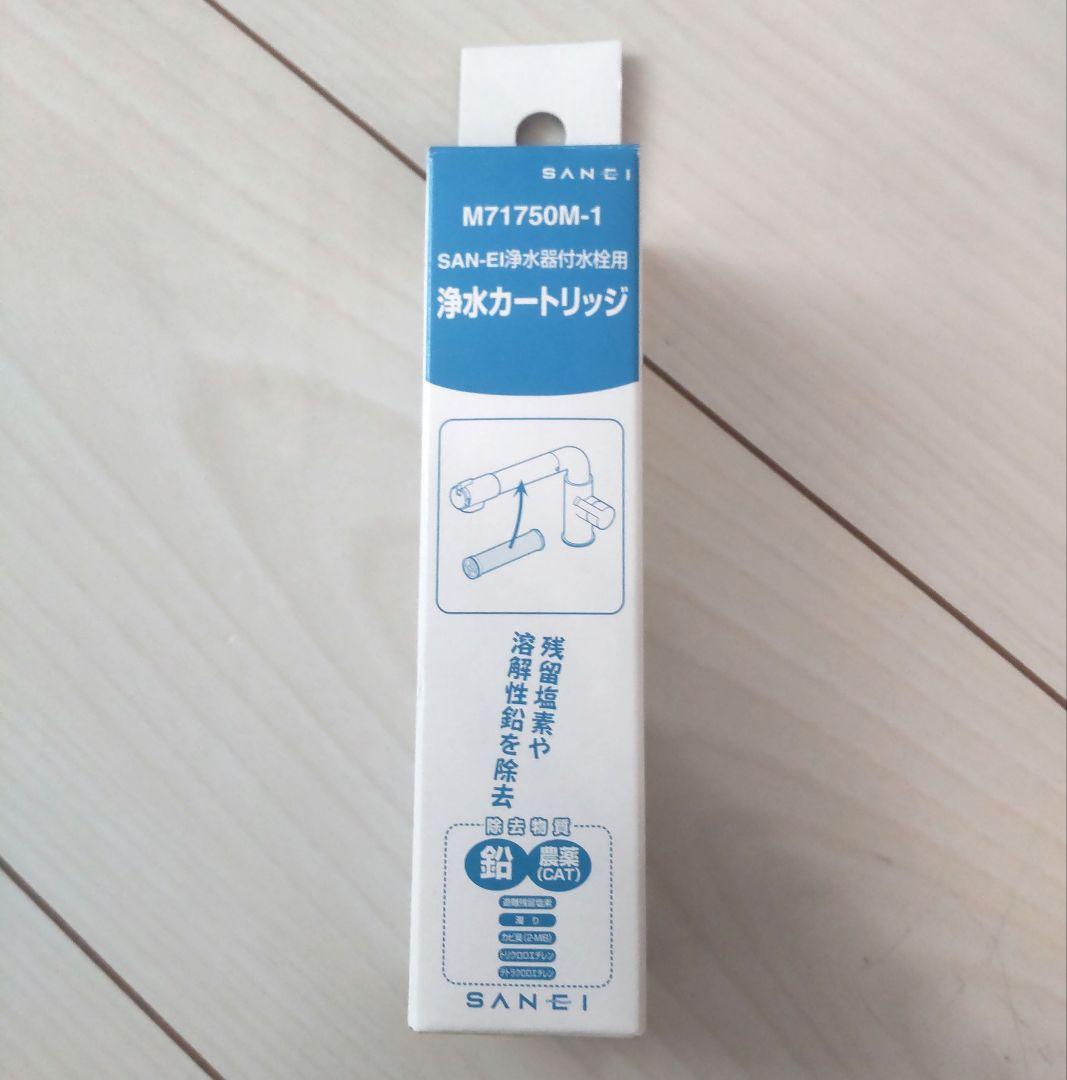 SANEI
M71750M-1
SAN-EI浄水器付水栓用
浄水カートリッジ
残留塩素や
溶解性鉛を除去
除去物質
鉛
農薬
(CAT)
遊離残留塩素
濁り
カビ臭(2-MIB)
トリクロロエチレン
テトラクロロエチレン
SANEI